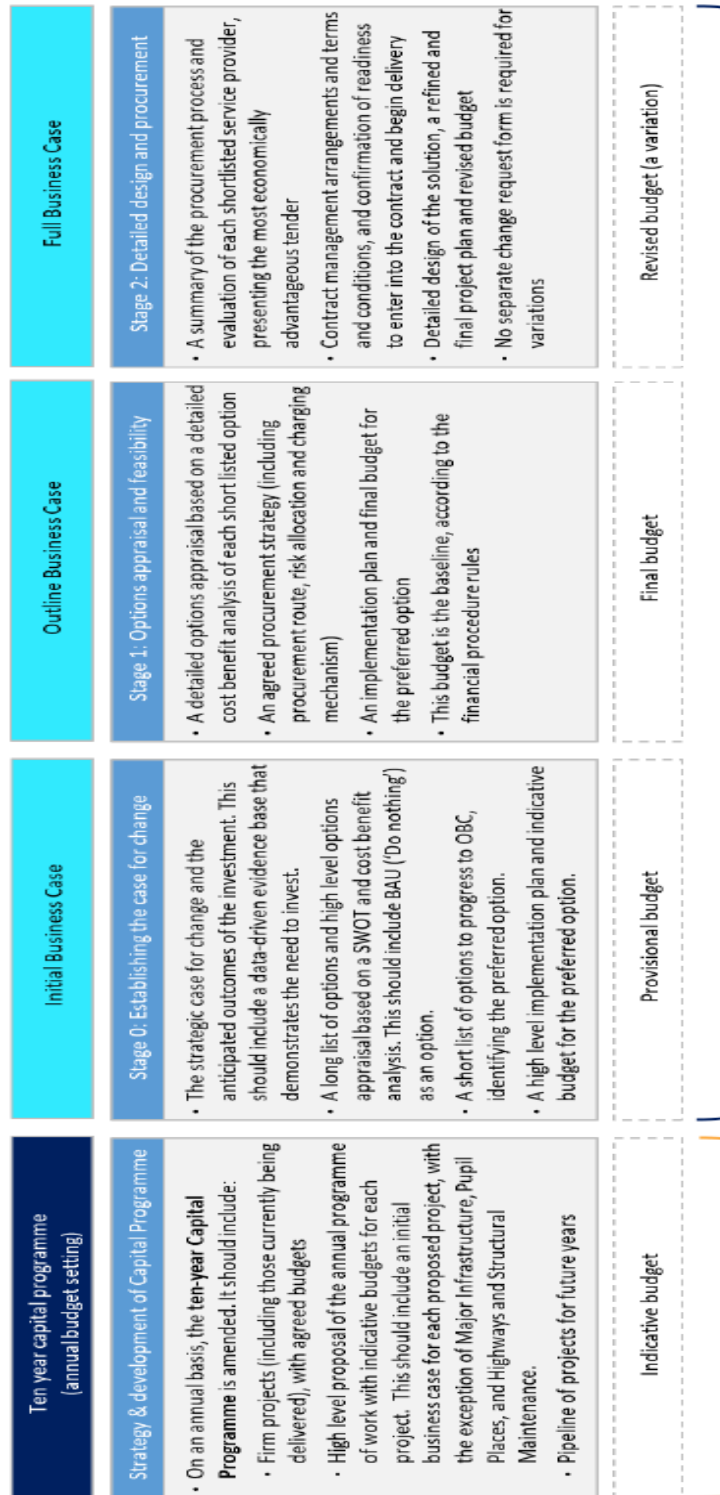 Ten year capital programme
(annual budget setting)
Strategy & development of Capital Programme
• On an annual basis, the ten-year Capital
Programme is amended. It should include:
• Firm projects (including those currently being
delivered), with agreed budgets
• High level proposal of the annual programme
of work with indicative budgets for each
project. This should include an initial
business case for each proposed project, with
the exception of Major Infrastructure, Pupil
Places, and Highways and Structural
Maintenance.
• Pipeline of projects for future years
Indicative budget
Initial Business Case
Stage 0: Establishing the case for change
• The strategic case for change and the
anticipated outcomes of the investment. This
should include a data-driven evidence base that
demonstrates the need to invest.
• A long list of options and high level options
appraisal based on a SWOT and cost benefit
analysis. This should include BAU ('Do nothing')
as an option.
• A short list of options to progress to OBC,
identifying the preferred option.
• A high level implementation plan and indicative
budget for the preferred option.
Provisional budget
Outline Business Case
Stage 1: Options appraisal and feasibility
• A detailed options appraisal based on a detailed
cost benefit analysis of each short listed option
• An agreed procurement strategy (including
procurement route, risk allocation and charging
mechanism)
• An implementation plan and final budget for
the preferred option
• This budget is the baseline, according to the
financial procedure rules
Final budget
Full Business Case
Stage 2: Detailed design and procurement
• A summary of the procurement process and
evaluation of each shortlisted service provider,
presenting the most economically
advantageous tender
• Contract management arrangements and terms
and conditions, and confirmation of readiness
to enter into the contract and begin delivery
• Detailed design of the solution, a refined and
final project plan and revised budget
• No separate change request form is required for
variations
Revised budget (a variation)